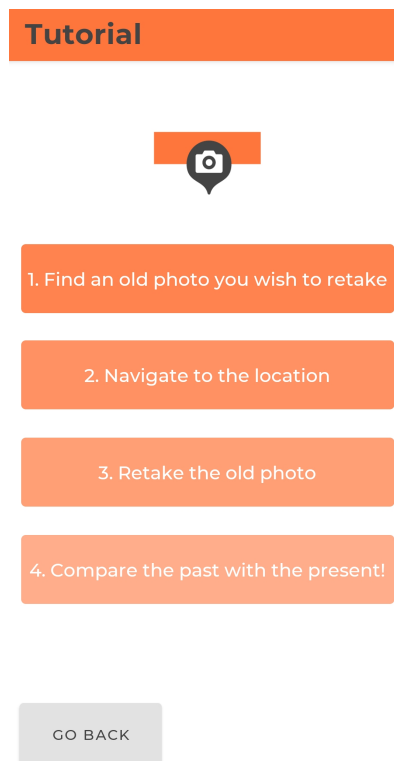 Tutorial
1. Find an old photo you wish to retake
2. Navigate to the location
3. Retake the old photo
4. Compare the past with the present!
GO BACK